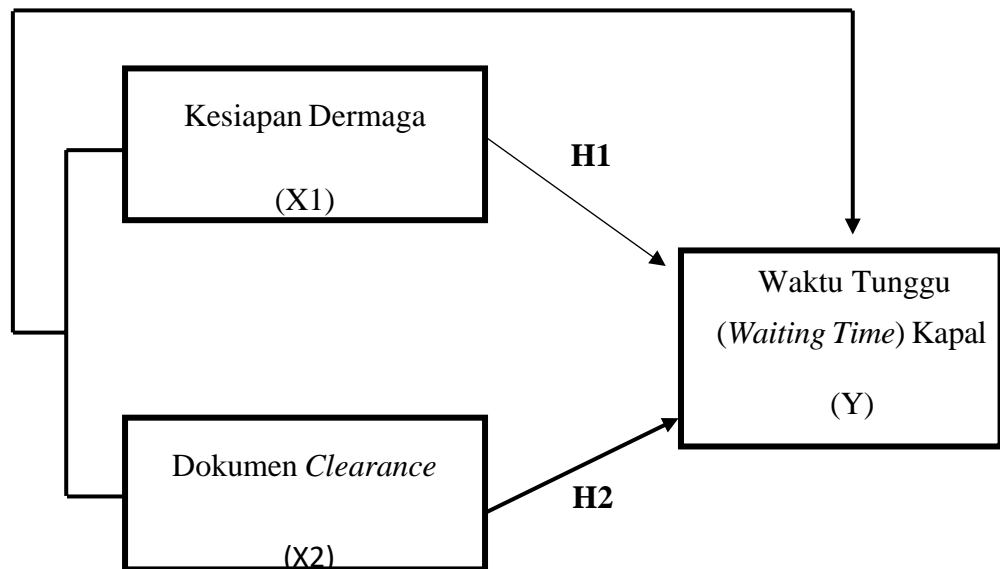 Kesiapan Dermaga
(X1)
H1
Waktu Tunggu
(Waiting Time) Kapal
(Y)
Dokumen Clearance
(X2)
H2